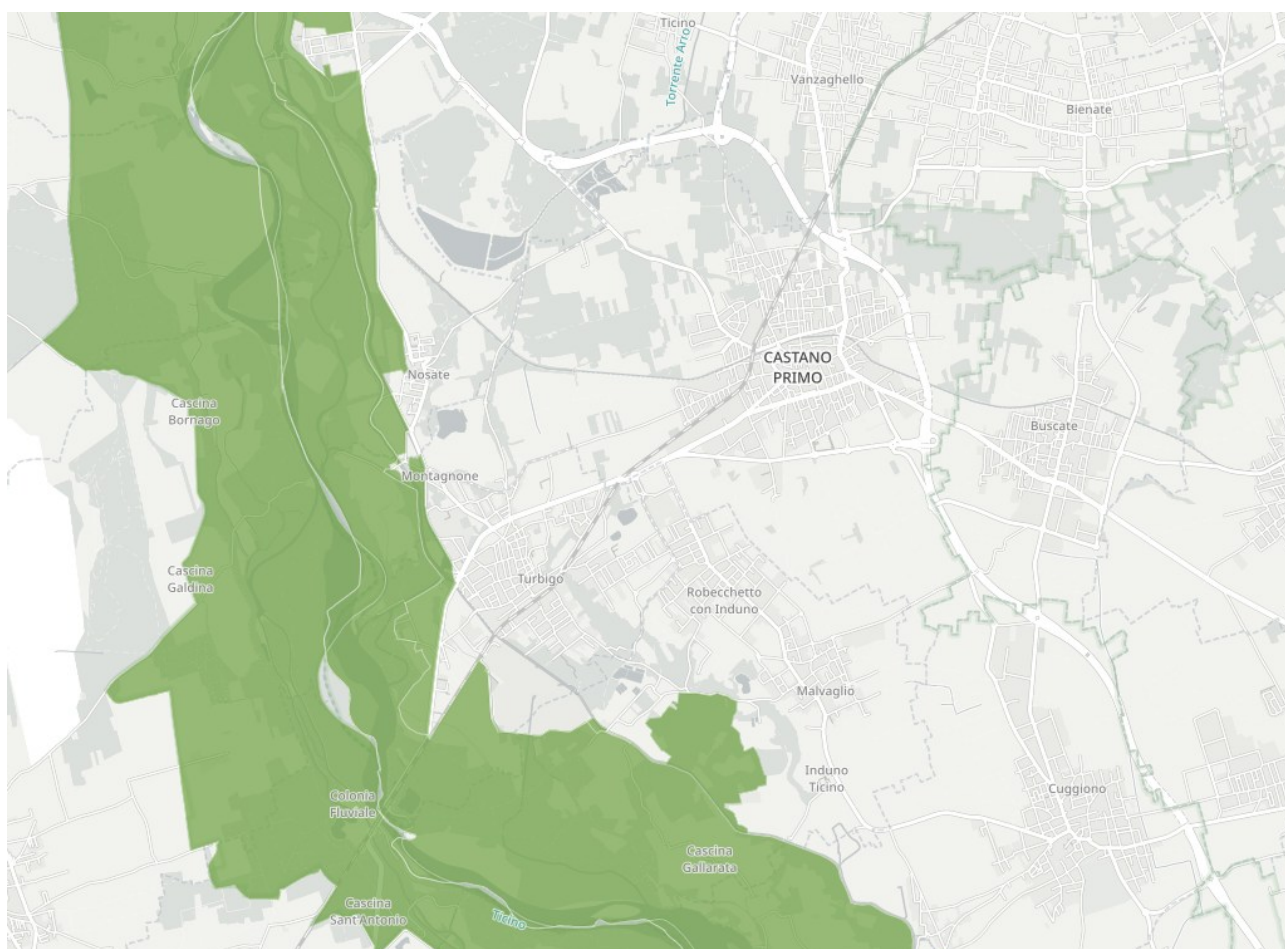 Ticino
Torrente Arno
Vanzaghello
Bienate
CASTANO
PRIMO
Nosate
Cascina
Bornago
Buscate
Montagnone
Cascina
Galdina
Turbigo
Robecchetto
con Induno
Malvaglio
Induno
Ticino
Colonia
Fluviale
Cuggiono
Cascina
Gallarata
Cascina
Sant'Antonio
Ticino